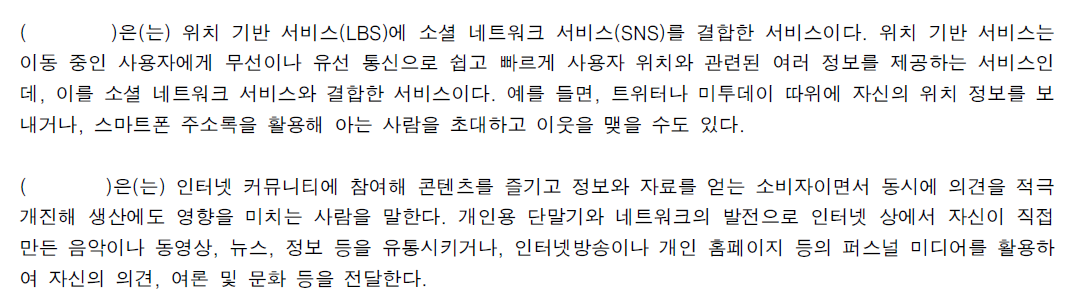 (          )은(는) 위치 기반 서비스(LBS)에 소셜 네트워크 서비스(SNS)를 결합한 서비스이다. 위치 기반 서비스는
이동 중인 사용자에게 무선이나 유선 통신으로 쉽고 빠르게 사용자 위치와 관련된 여러 정보를 제공하는 서비스인
데, 이를 소셜 네트워크 서비스와 결합한 서비스이다. 예를 들면, 트위터나 미투데이 따위에 자신의 위치 정보를 보
내거나, 스마트폰 주소록을 활용해 아는 사람을 초대하고 이웃을 맺을 수도 있다.
(          )은(는) 인터넷 커뮤니티에 참여해 콘텐츠를 즐기고 정보와 자료를 얻는 소비자이면서 동시에 의견을 적극
개진해 생산에도 영향을 미치는 사람을 말한다. 개인용 단말기와 네트워크의 발전으로 인터넷 상에서 자신이 직접
만든 음악이나 동영상, 뉴스, 정보 등을 유통시키거나, 인터넷방송이나 개인 홈페이지 등의 퍼스널 미디어를 활용하
여 자신의 의견, 여론 및 문화 등을 전달한다.